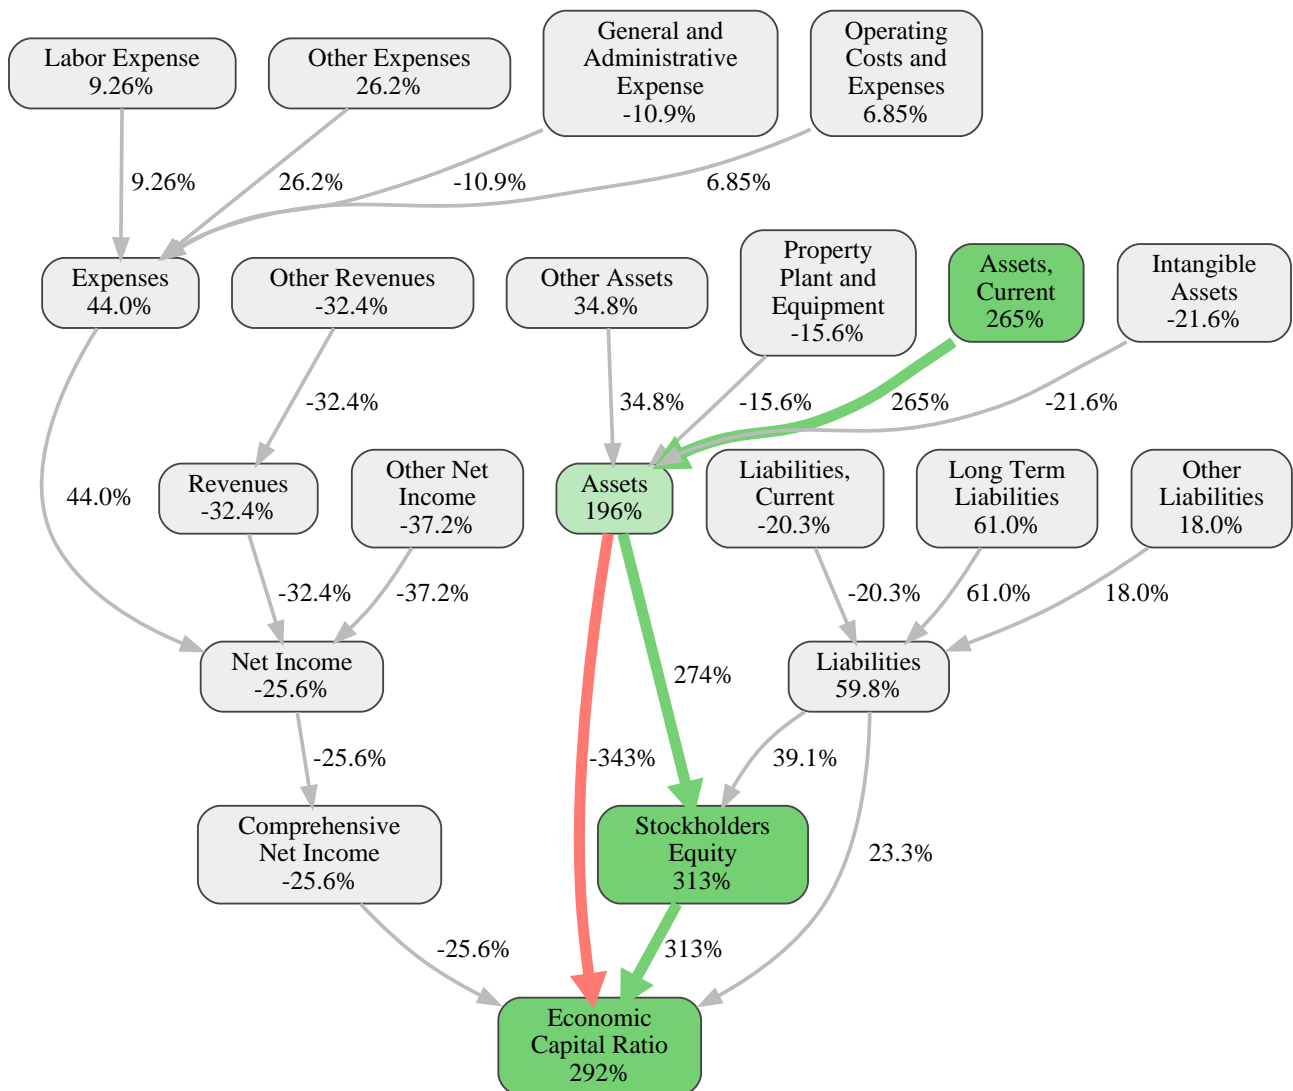 Labor Expense
9.26%
Other Expenses
26.2%
General and
Administrative
Expense
-10.9%
Operating
Costs and
Expenses
6.85%
9.26%
26.2%
-10.9%
6.85%
Expenses
44.0%
Other Revenues
-32.4%
Other Assets
34.8%
Property
Plant and
Equipment
-15.6%
Assets,
Current
265%
Intangible
Assets
-21.6%
-32.4%
34.8%
-15.6%
265%
-21.6%
44.0%
Revenues
-32.4%
Other Net
Income
-37.2%
Assets
196%
Liabilities,
Current
-20.3%
Long Term
Liabilities
61.0%
Other
Liabilities
18.0%
-32.4%
-37.2%
-20.3%
61.0%
18.0%
Net Income
-25.6%
274%
Liabilities
59.8%
-25.6%
-343%
39.1%
Comprehensive
Net Income
-25.6%
Stockholders
Equity
313%
23.3%
-25.6%
313%
Economic
Capital Ratio
292%